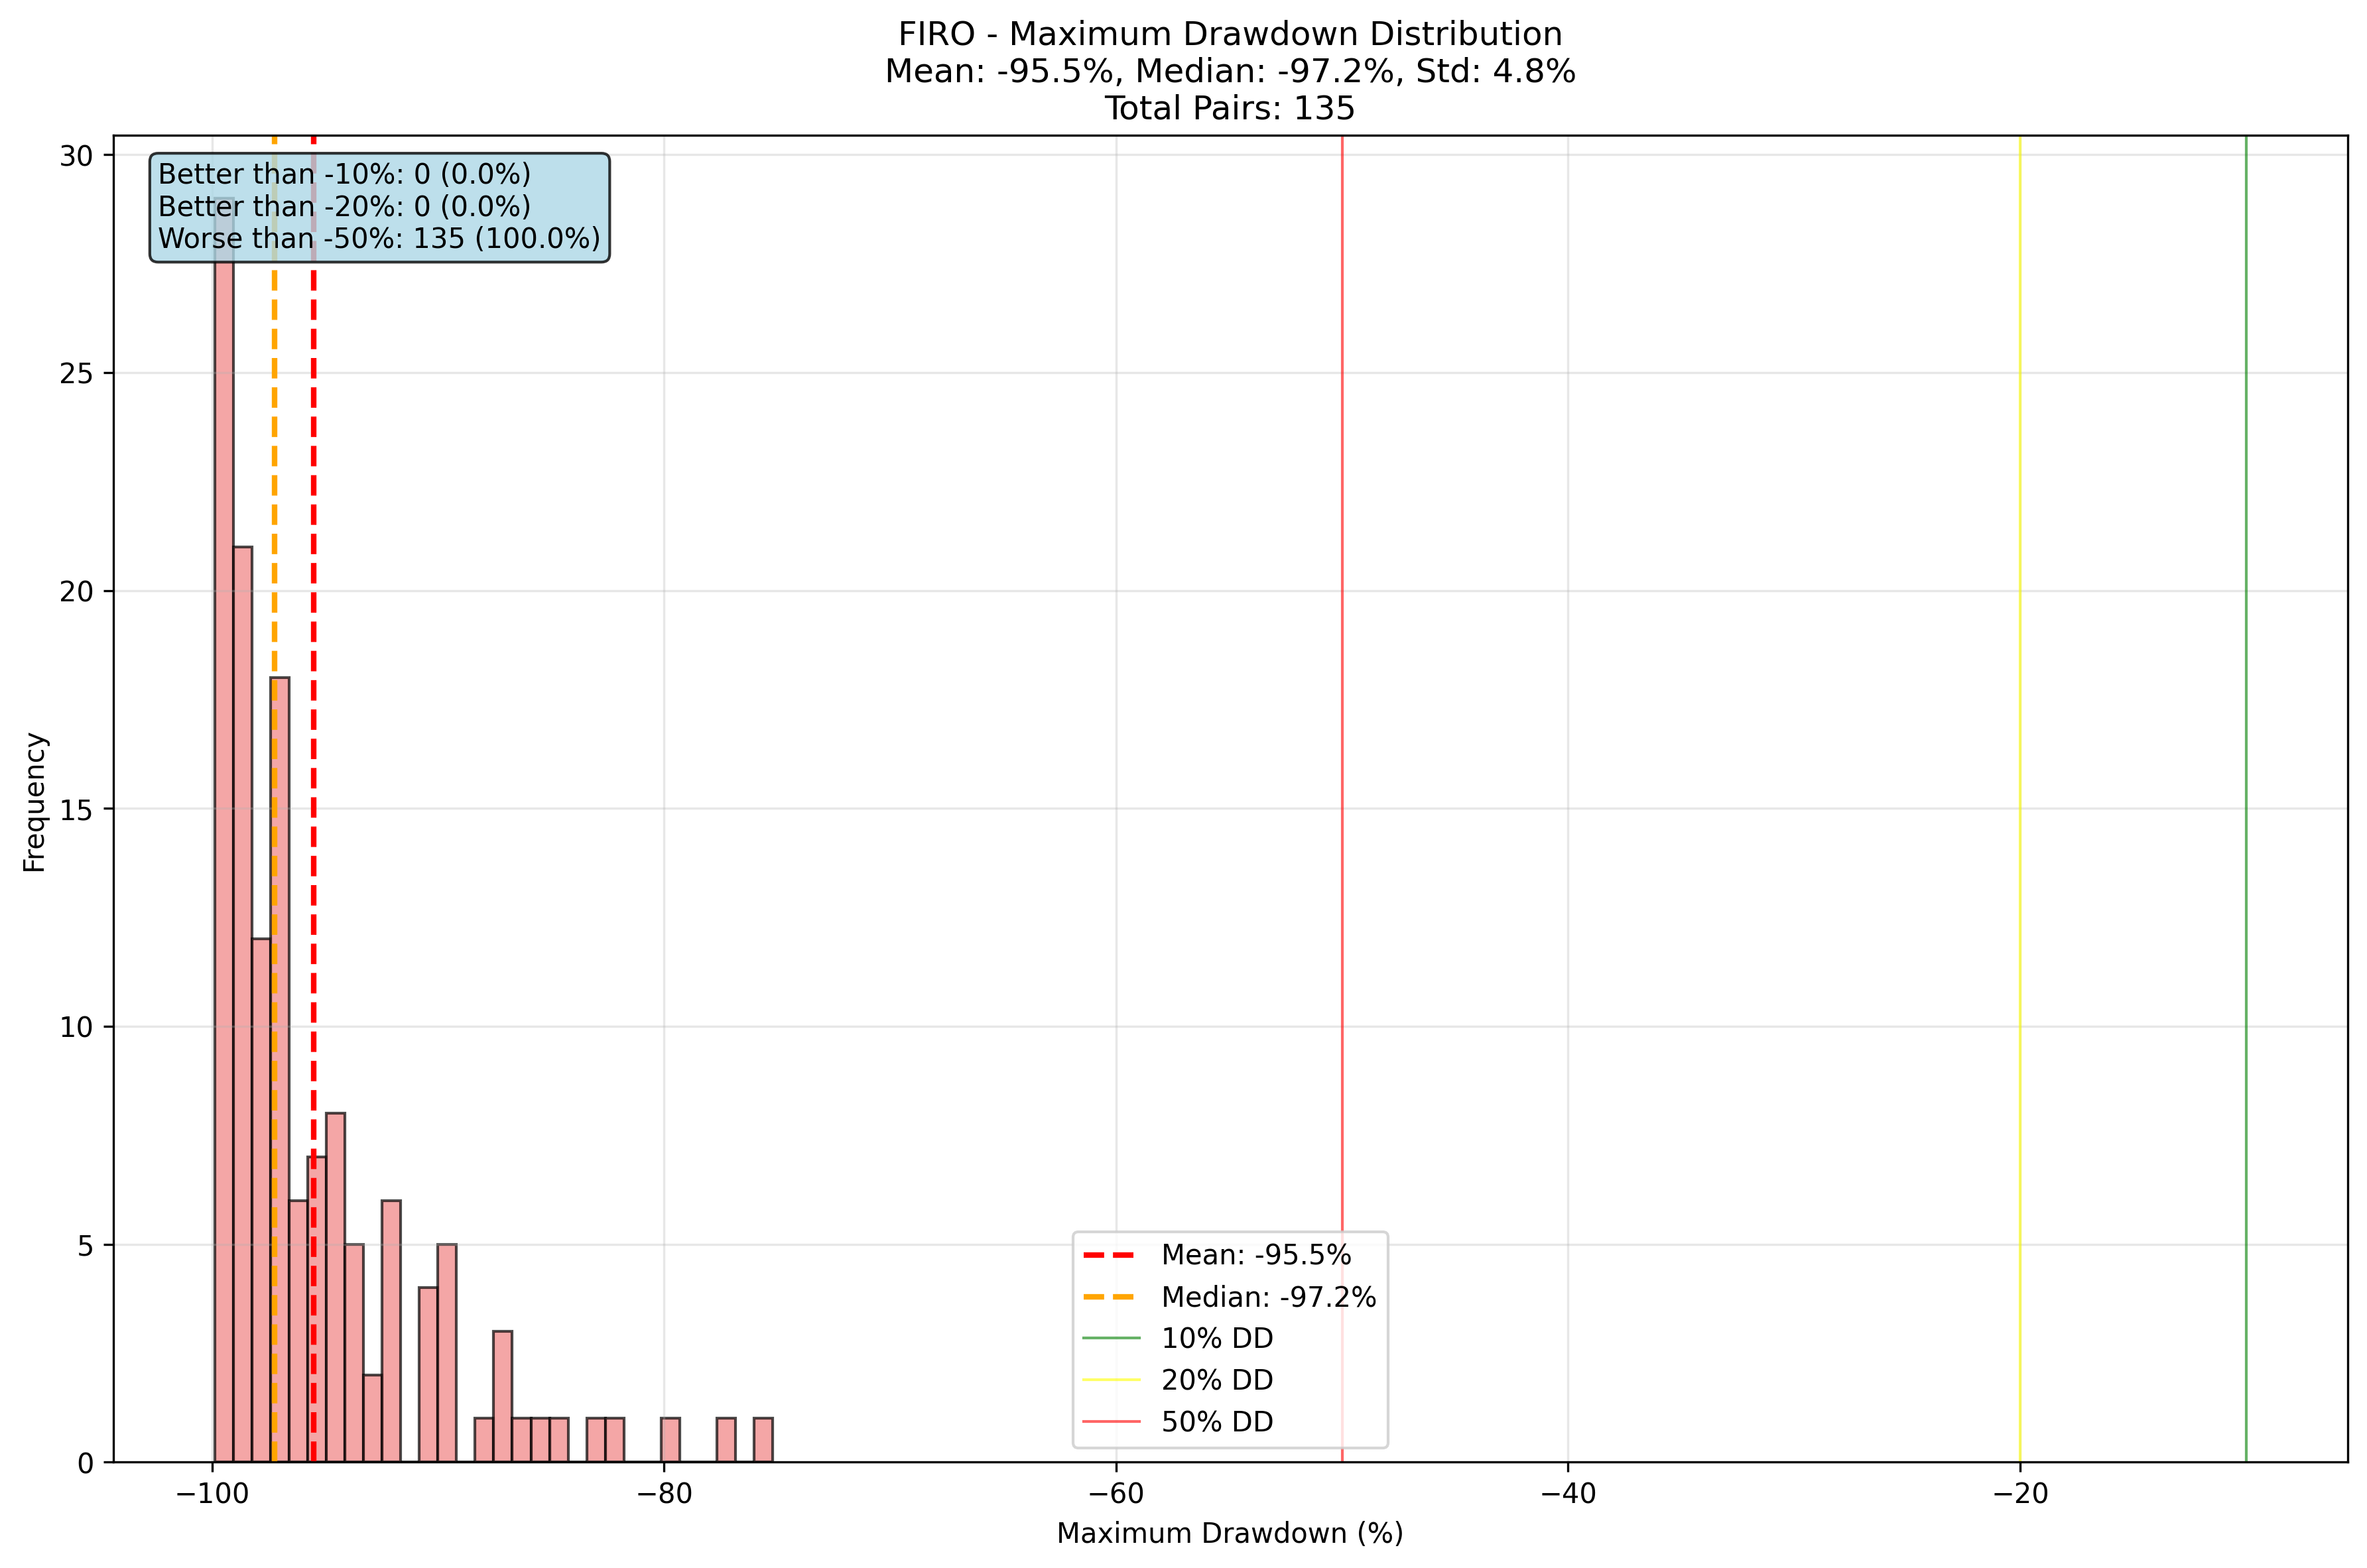 FIRO - Maximum Drawdown Distribution
Mean: -95.5%, Median: -97.2%, Std: 4.8%
Total Pairs: 135
Better than -10%: 0 (0.0%)
Better than -20%: 0 (0.0%)
Worse than -50%: 135 (100.0%)
30
25
20
15
10
5
0
Frequency
Mean: -95.5%
Median: -97.2%
10% DD
20% DD
50% DD
−100
−80
−60
−40
−20
Maximum Drawdown (%)